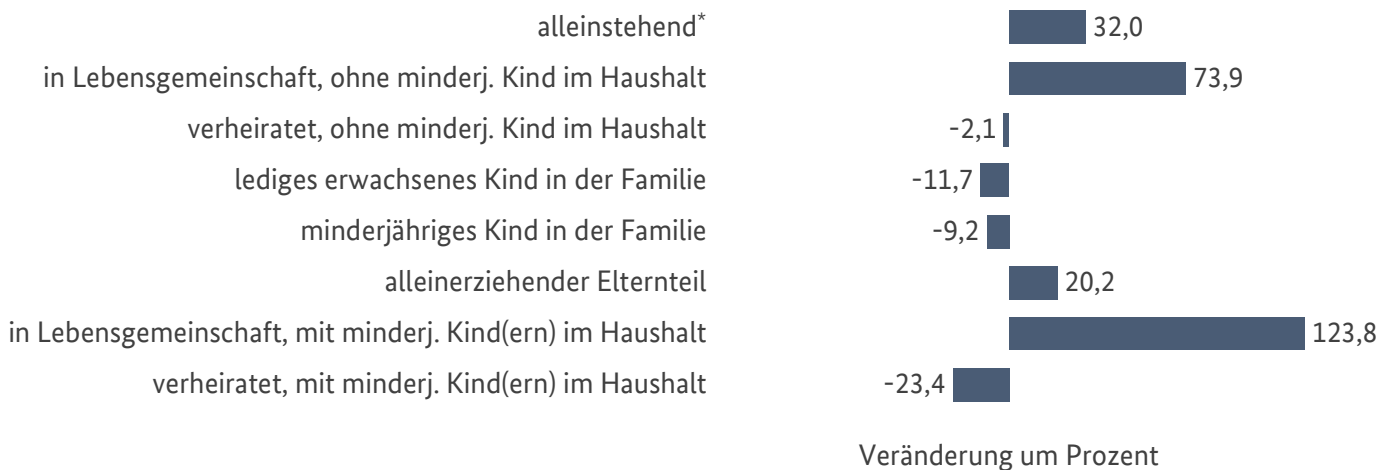 alleinstehend* 32,0
in Lebensgemeinschaft, ohne minderj. Kind im Haushalt 73,9
verheiratet, ohne minderj. Kind im Haushalt -2,1
lediges erwachsenes Kind in der Familie -11,7
minderjähriges Kind in der Familie -9,2
alleinerziehender Elternteil 20,2
in Lebensgemeinschaft, mit minderj. Kind(ern) im Haushalt 123,8
verheiratet, mit minderj. Kind(ern) im Haushalt -23,4
Veränderung um Prozent